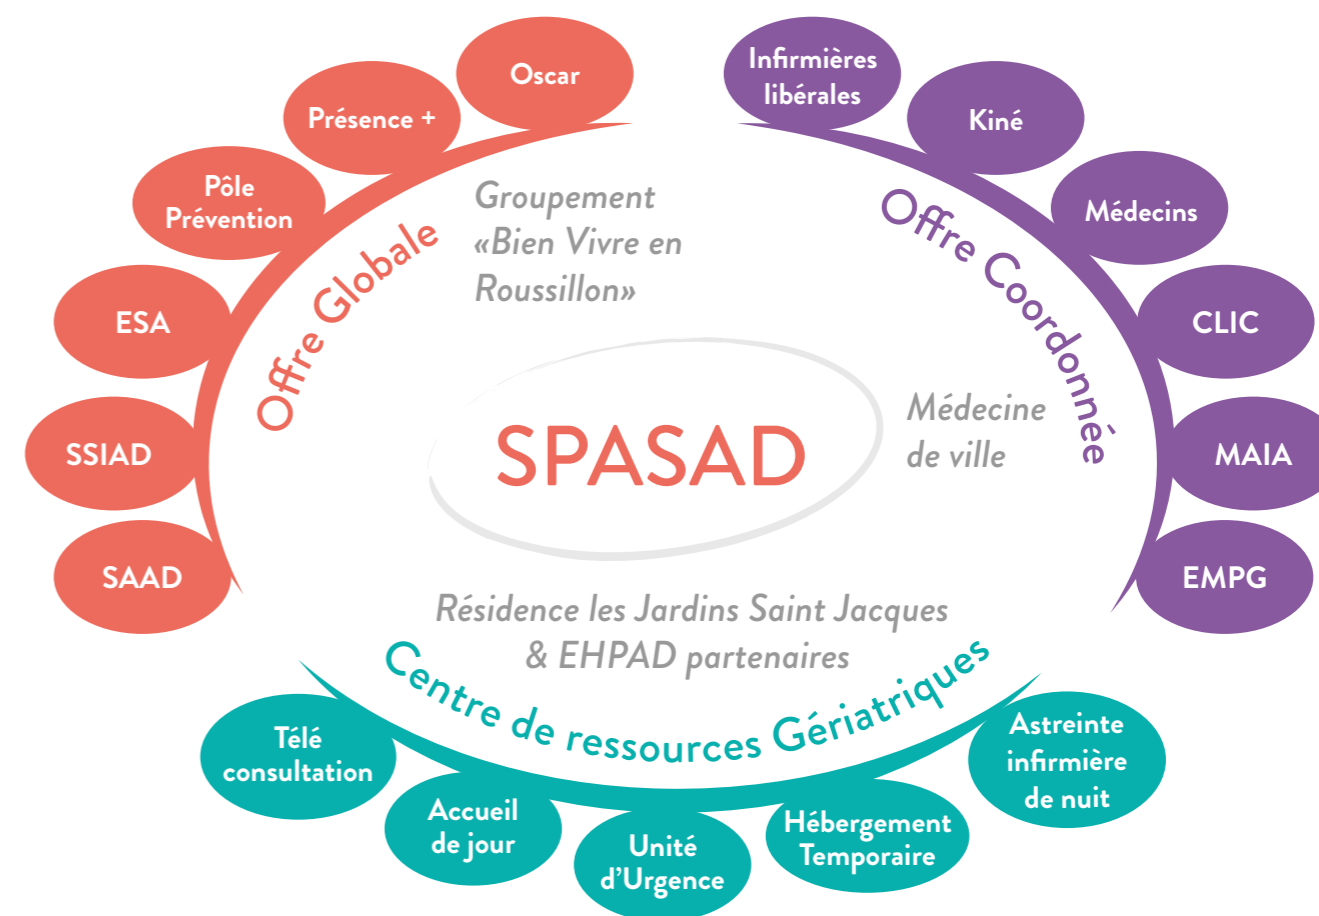 Oscar
Présence +
Pôle
Prévention
ESA
SSIAD
SAAD
Offre Globale
Groupement
«Bien Vivre en
Roussillon»
Infirmières
libérales
Kiné
Médecins
CLIC
MAIA
EMPG
Offre Coordonnée
Médecine
de ville
SPASAD
Résidence les Jardins Saint Jacques
& EHPAD partenaires
Centre de ressources Gériatriques
Télé
consultation
Accueil
de jour
Unité
d'Urgence
Hébergement
Temporaire
Astreinte
infirmière
de nuit